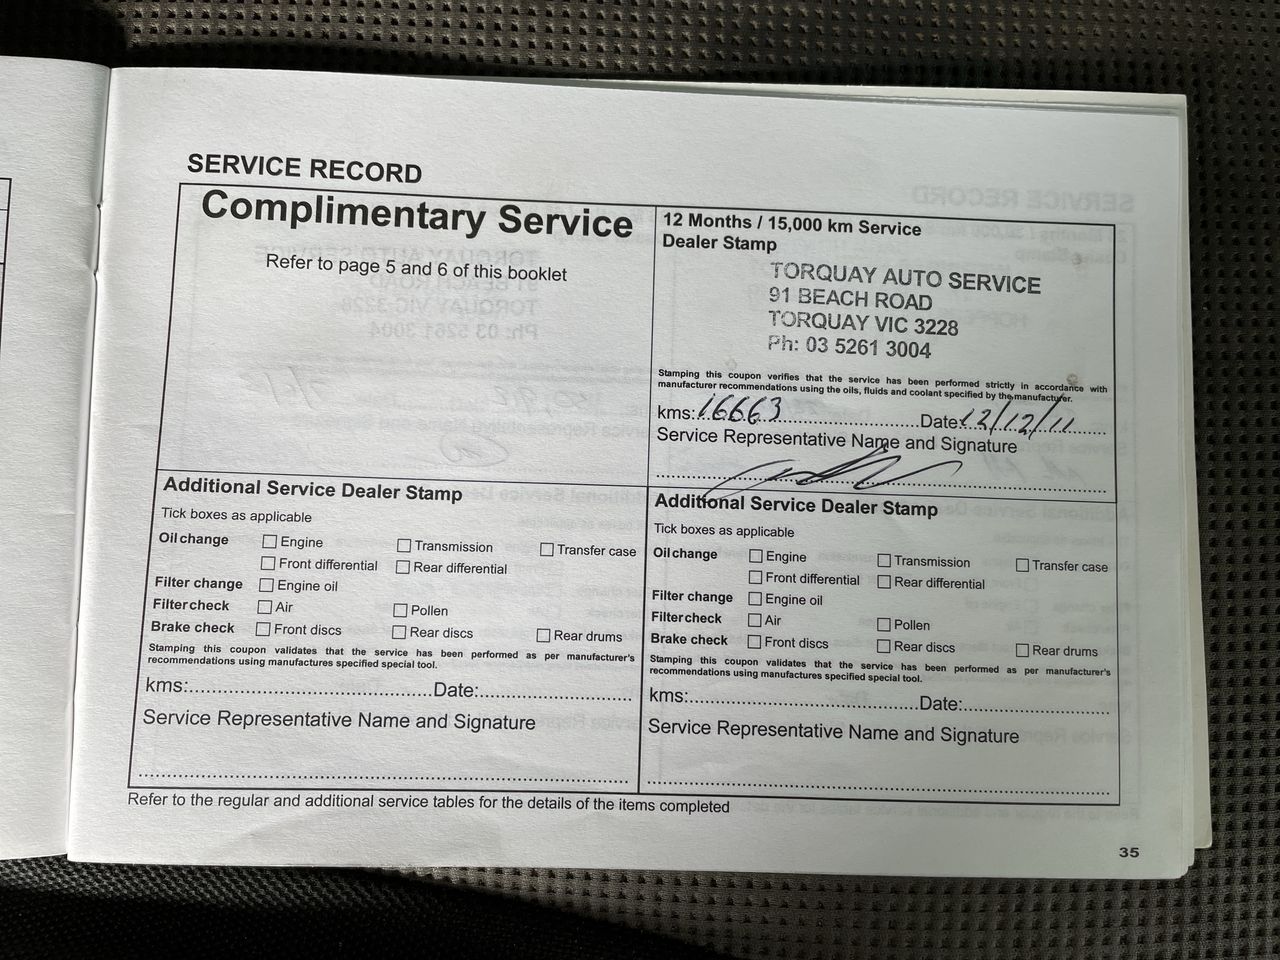 SERVICE RECORD
Complimentary Service
Refer to page 5 and 6 of this booklet
12 Months / 15,000 km Service
Dealer Stamp
TORQUAY AUTO SERVICE
91 BEACH ROAD
TORQUAY VIC 3228
Ph: 03 5261 3004
Stamping this coupon verifies that the service has been performed strictly in accordance with
manufacturer recommendations using the oils, fluids and coolant specified by the manufacturer.
kms: 16663 Date: 12/12/11
Service Representative Name and Signature
Additional Service Dealer Stamp
Tick boxes as applicable
Oil change Engine Transmission Transfer case
Front differential Rear differential
Filter change Engine oil
Filter check Air Pollen
Brake check Front discs Rear discs Rear drums
Stamping this coupon validates that the service has been performed as per manufacturer's
recommendations using manufactures specified special tool.
kms: Date:
Service Representative Name and Signature
Additional Service Dealer Stamp
Tick boxes as applicable
Oil change Engine Transmission Transfer case
Front differential Rear differential
Filter change Engine oil
Filter check Air Pollen
Brake check Front discs Rear discs Rear drums
Stamping this coupon validates that the service has been performed as per manufacturer's
recommendations using manufactures specified special tool.
kms: Date:
Service Representative Name and Signature
Refer to the regular and additional service tables for the details of the items completed
35